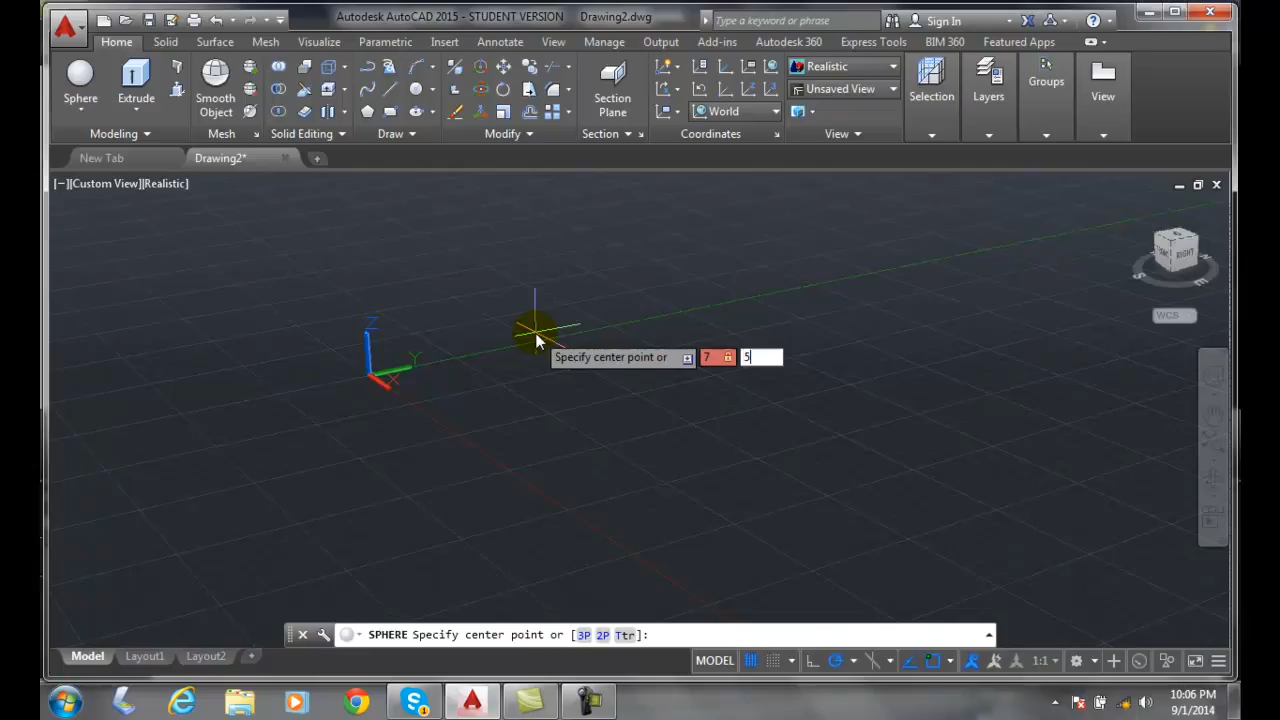 Autodesk AutoCAD 2015 - STUDENT VERSION Drawing2.dwg
Type a keyword or phrase
Sign In
Home Solid Surface Mesh Visualize Parametric Insert Annotate View Manage Output Add-ins Autodesk 360 Express Tools BIM 360 Featured Apps
Sphere
Extrude
Smooth
Object
Section
Plane
Realistic
Unsaved View
World
Selection
Layers
Groups
View
Modeling
Mesh
Solid Editing
Draw
Modify
Section
Coordinates
View
New Tab
Drawing2*
[−][Custom View][Realistic]
RIGHT
S
E
WCS
Z
Y
X
Specify center point or
7
5
SPHERE Specify center point or [3P 2P Ttr]:
Model Layout1 Layout2
MODEL
1:1
1
10:06 PM
9/1/2014